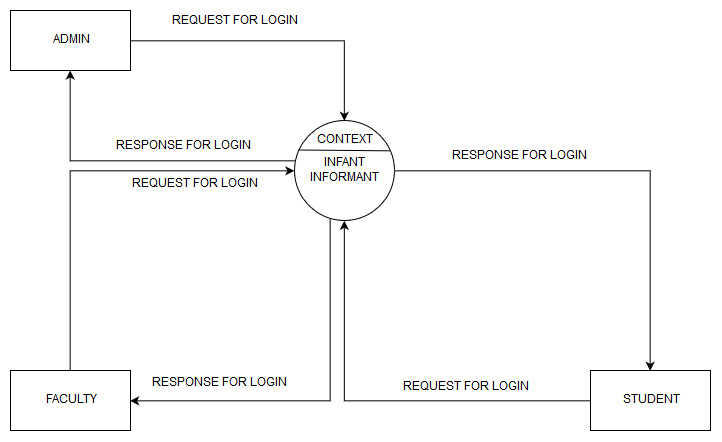 REQUEST FOR LOGIN
ADMIN
CONTEXT
RESPONSE FOR LOGIN
INFANT
INFORMANT
RESPONSE FOR LOGIN
REQUEST FOR LOGIN
RESPONSE FOR LOGIN
REQUEST FOR LOGIN
FACULTY
STUDENT